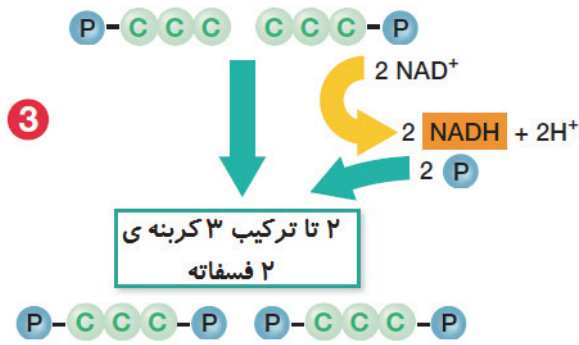 P-CCC CCC-P
2 NAD+
3
2 NADH + 2H+
2 P
۲ تا ترکیب ۳ کربنه ی
۲ فسفاته
P-CCC-P P-CCC-P